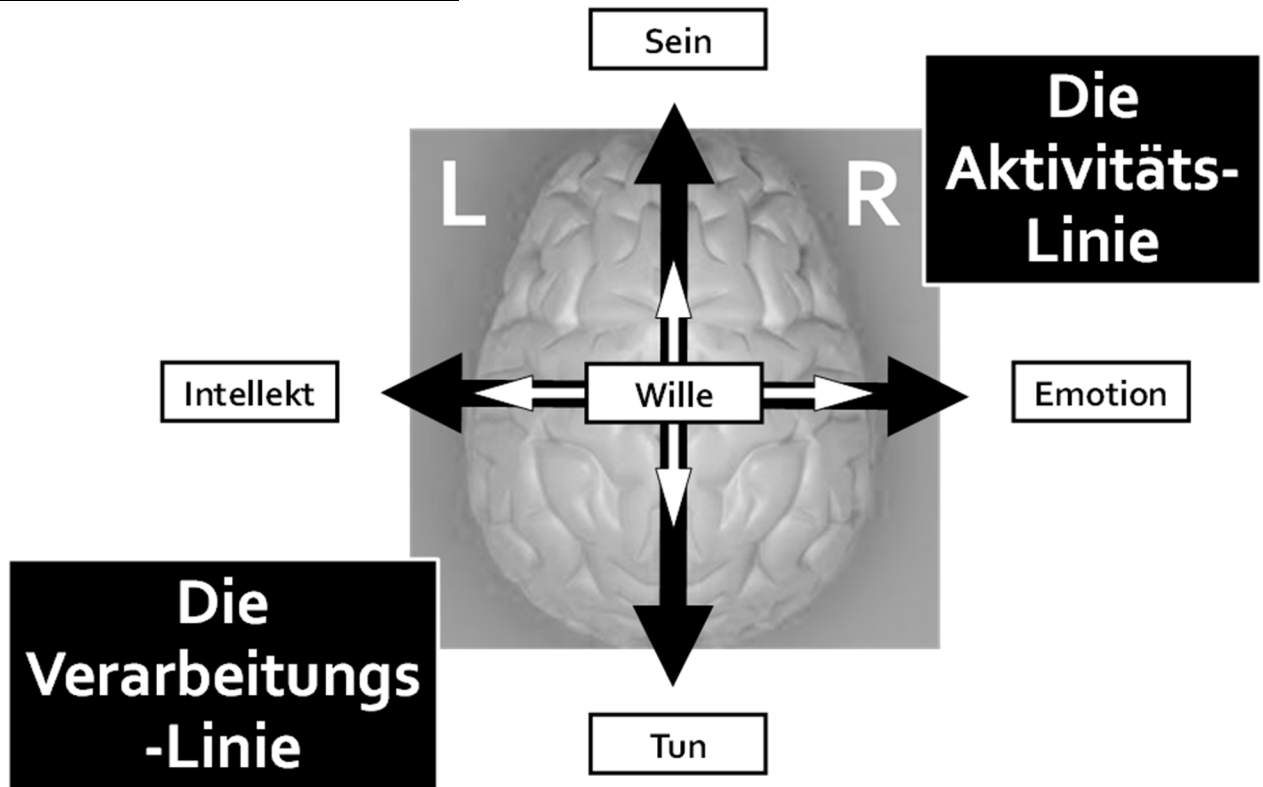 Sein
Die
Aktivitäts-
Linie
L
R
Intellekt
Wille
Emotion
Die
Verarbeitungs
-Linie
Tun